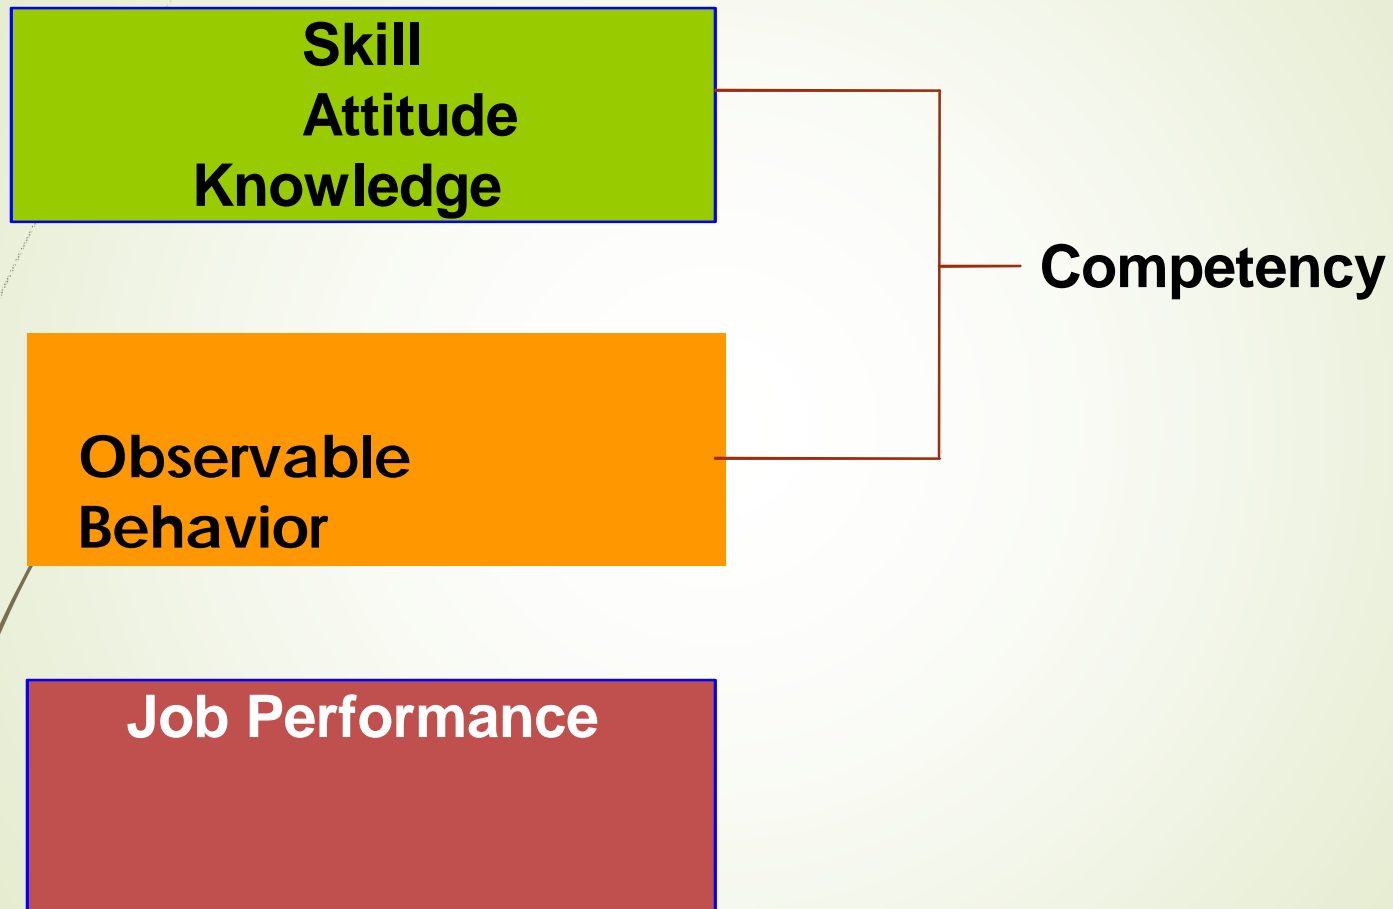 Skill
Attitude
Knowledge
Competency
Observable
Behavior
Job Performance